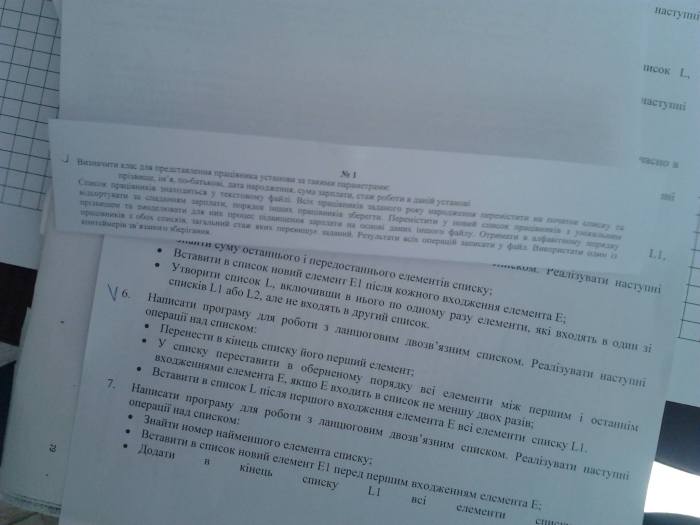 наступні
писок L,
наступні
часно в
№ 1
Визначити клас для представлення працівника установи за такими параметрами:
прізвище, ім'я, по-батькові, дата народження, сума зарплати, стаж роботи в даній установі
Список працівників знаходиться у текстовому файлі. Всіх працівників заданого року народження перемістити на початок списку та
відсортувати за спаданням зарплати, порядок інших працівників зберегти. Перемістити у новий список працівників з унікальним
прізвищем та змоделювати для них процес підвищення зарплати на основі даних іншого файлу. Отримати в алфавітному порядку
працівників з обох списків, загальний стаж яких перевищує заданий. Результати всіх операцій записати у файл. Використати один із
контейнерів зв'язного зберігання.
L1.
списком. Реалізувати наступні
Знайти суму останнього і передостаннього елементів списку;
• Вставити в список новий елемент E1 після кожного входження елемента E;
• Утворити список L, включивши в нього по одному разу елементи, які входять в один зі
списків L1 або L2, але не входять в другий список.
6. Написати програму для роботи з ланцюговим двозв'язним списком. Реалізувати наступні
операції над списком:
• Перенести в кінець списку його перший елемент;
• У списку переставити в оберненому порядку всі елементи між першим і останнім
входженнями елемента E, якщо E входить в список не меншу двох разів;
• Вставити в список L після першого входження елемента E всі елементи списку L1.
7. Написати програму для роботи з ланцюговим двозв'язним списком. Реалізувати наступні
операції над списком:
• Знайти номер найменшого елемента списку;
• Вставити в список новий елемент E1 перед першим входженням елемента E;
• Додати в кінець списку L1 всі елементи